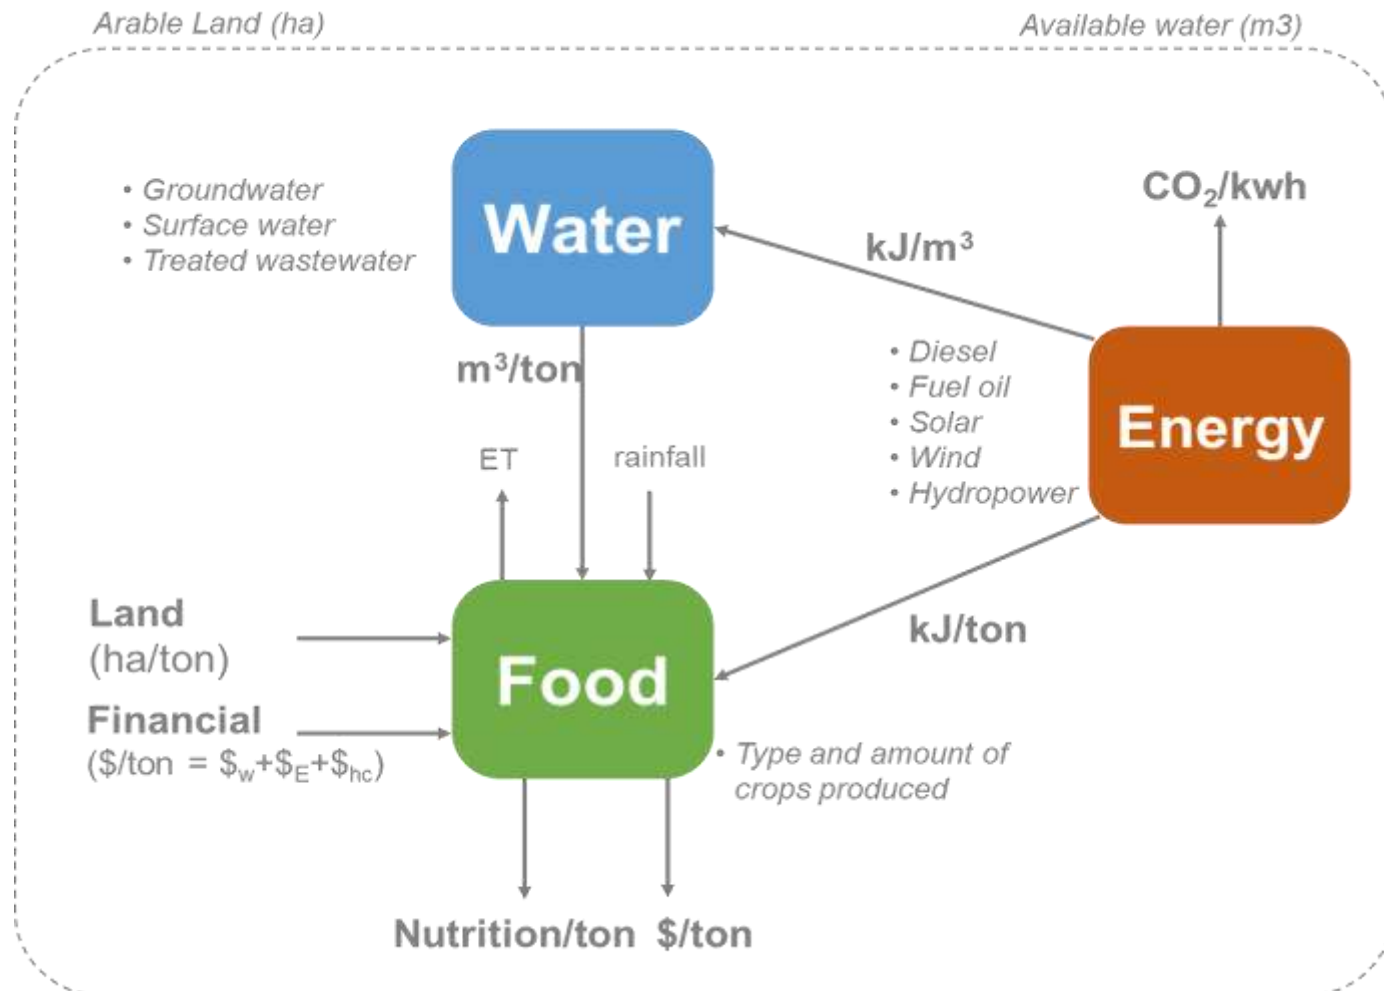 Arable Land (ha)
Available water (m3)
• Groundwater
• Surface water
• Treated wastewater
Water
CO₂/kwh
kJ/m³
m³/ton
• Diesel
• Fuel oil
• Solar
• Wind
• Hydropower
Energy
ET
rainfall
Land
(ha/ton)
Financial
($/ton = $w+$E+$hc)
Food
kJ/ton
• Type and amount of
crops produced
Nutrition/ton
$/ton